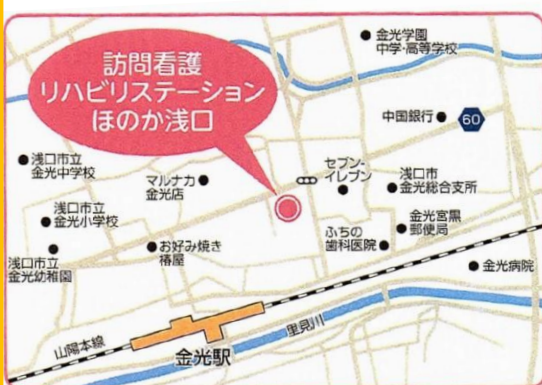 金光学園
中学・高等学校
訪問看護
リハビリステーション
ほのか浅口
中国銀行
60
浅口市立
金光中学校
マルナカ
金光店
セブン-
イレブン
浅口市
金光総合支所
浅口市立
金光小学校
お好み焼き
椿屋
ふちの
歯科医院
金光宮黒
郵便局
浅口市立
金光幼稚園
金光病院
山陽本線
金光駅
里見川